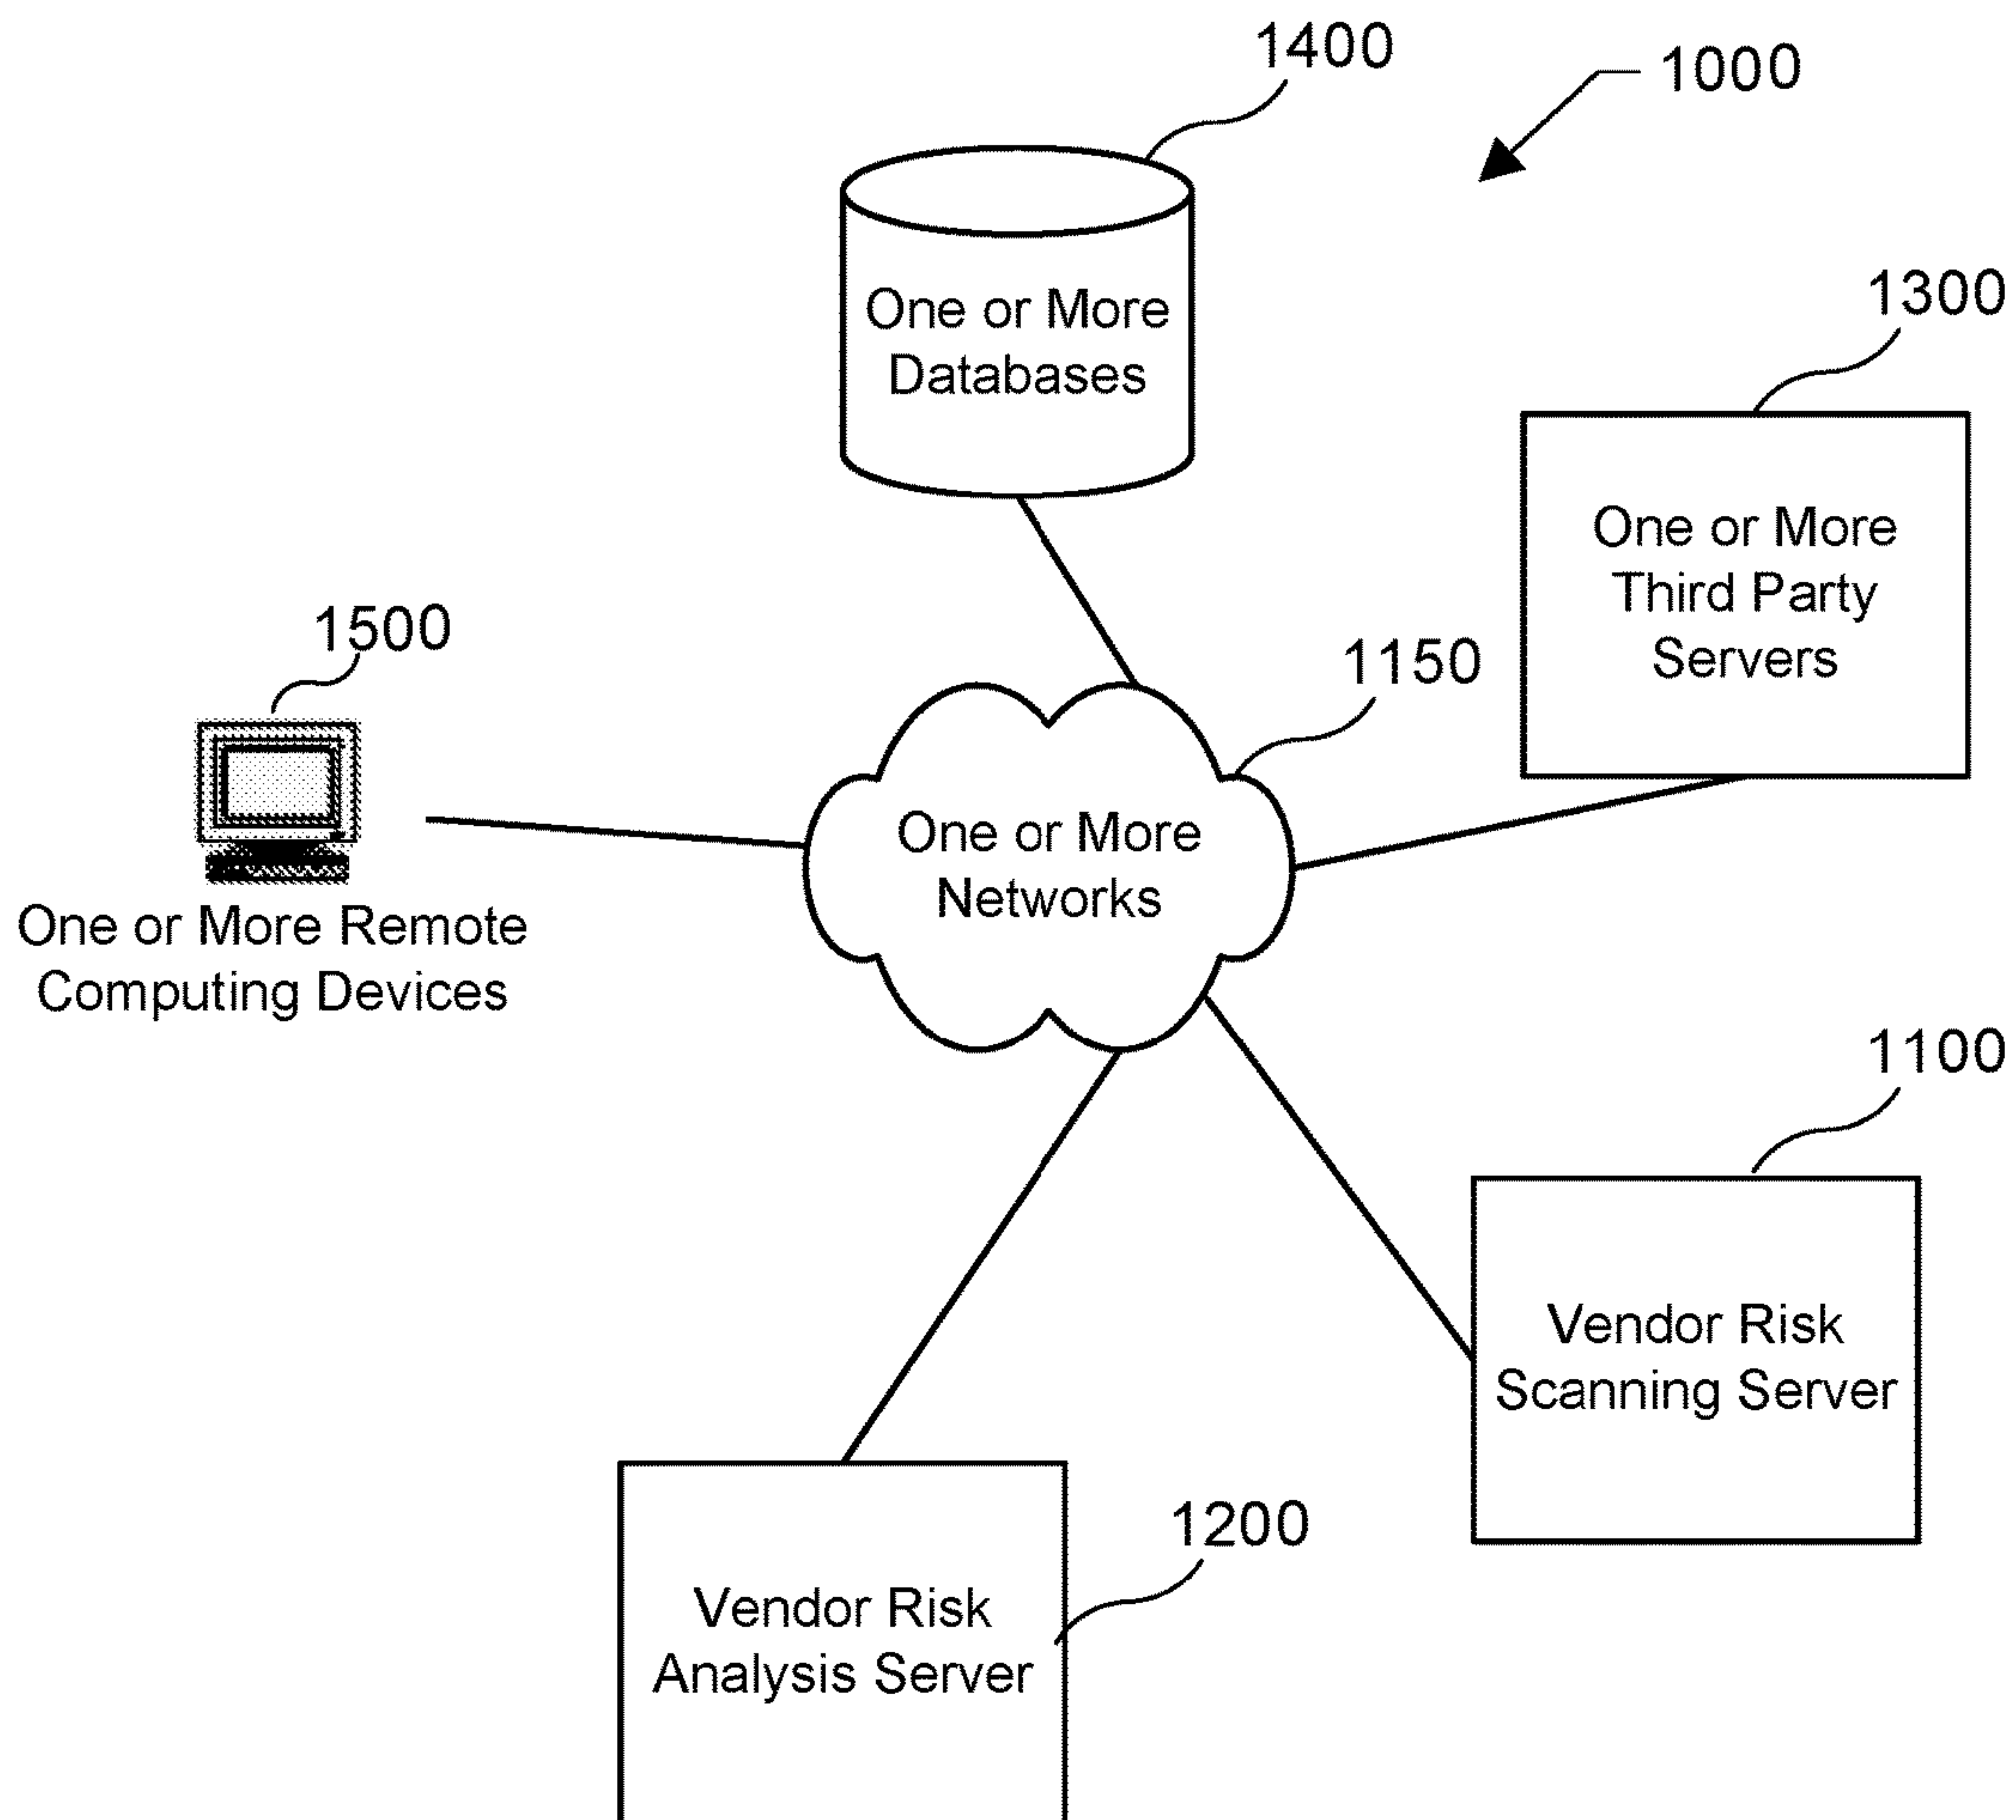 1400
1000
One or More
Databases
1300
One or More
Third Party
Servers
1500
1150
One or More
Networks
One or More Remote
Computing Devices
1100
Vendor Risk
Scanning Server
1200
Vendor Risk
Analysis Server